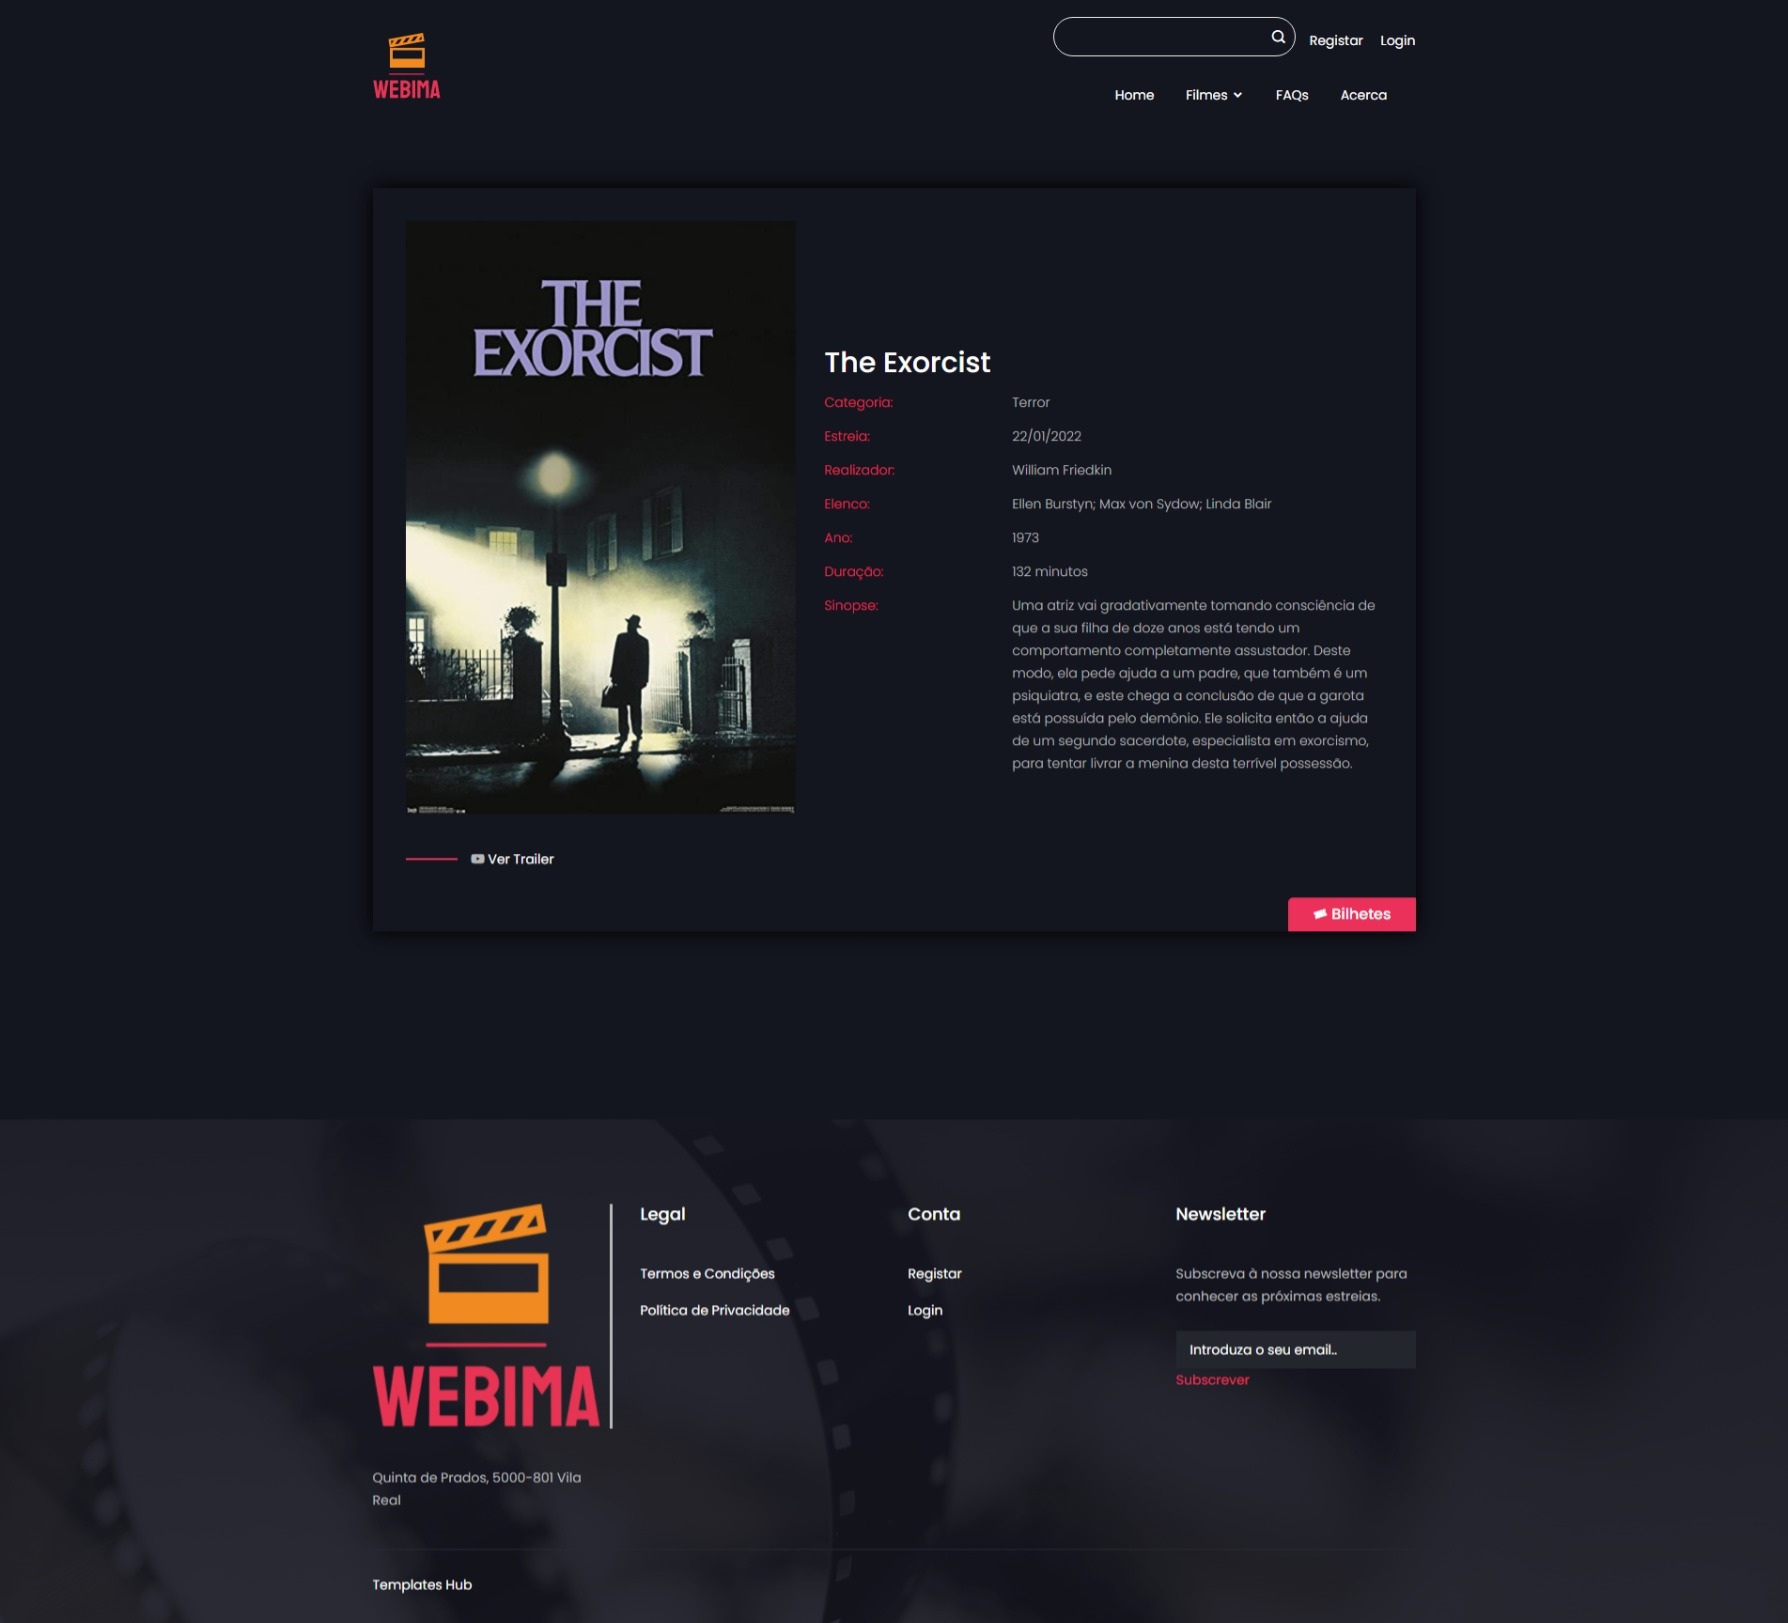 WEBIMA
Registar Login
Home Filmes FAQs Acerca
THE
EXORCIST
The Exorcist
Categoria: Terror
Estreia: 22/01/2022
Realizador: William Friedkin
Elenco: Ellen Burstyn; Max von Sydow; Linda Blair
Ano: 1973
Duração: 132 minutos
Sinopse: Uma atriz vai gradativamente tomando consciência de
que a sua filha de doze anos está tendo um
comportamento completamente assustador. Deste
modo, ela pede ajuda a um padre, que também é um
psiquiatra, e este chega a conclusão de que a garota
está possuída pelo demônio. Ele solicita então a ajuda
de um segundo sacerdote, especialista em exorcismo,
para tentar livrar a menina desta terrível possessão.
Ver Trailer
Bilhetes
WEBIMA
Quinta de Prados, 5000-801 Vila
Real
Legal
Termos e Condições
Política de Privacidade
Conta
Registar
Login
Newsletter
Subscreva à nossa newsletter para
conhecer as próximas estreias.
Introduza o seu email..
Subscrever
Templates Hub